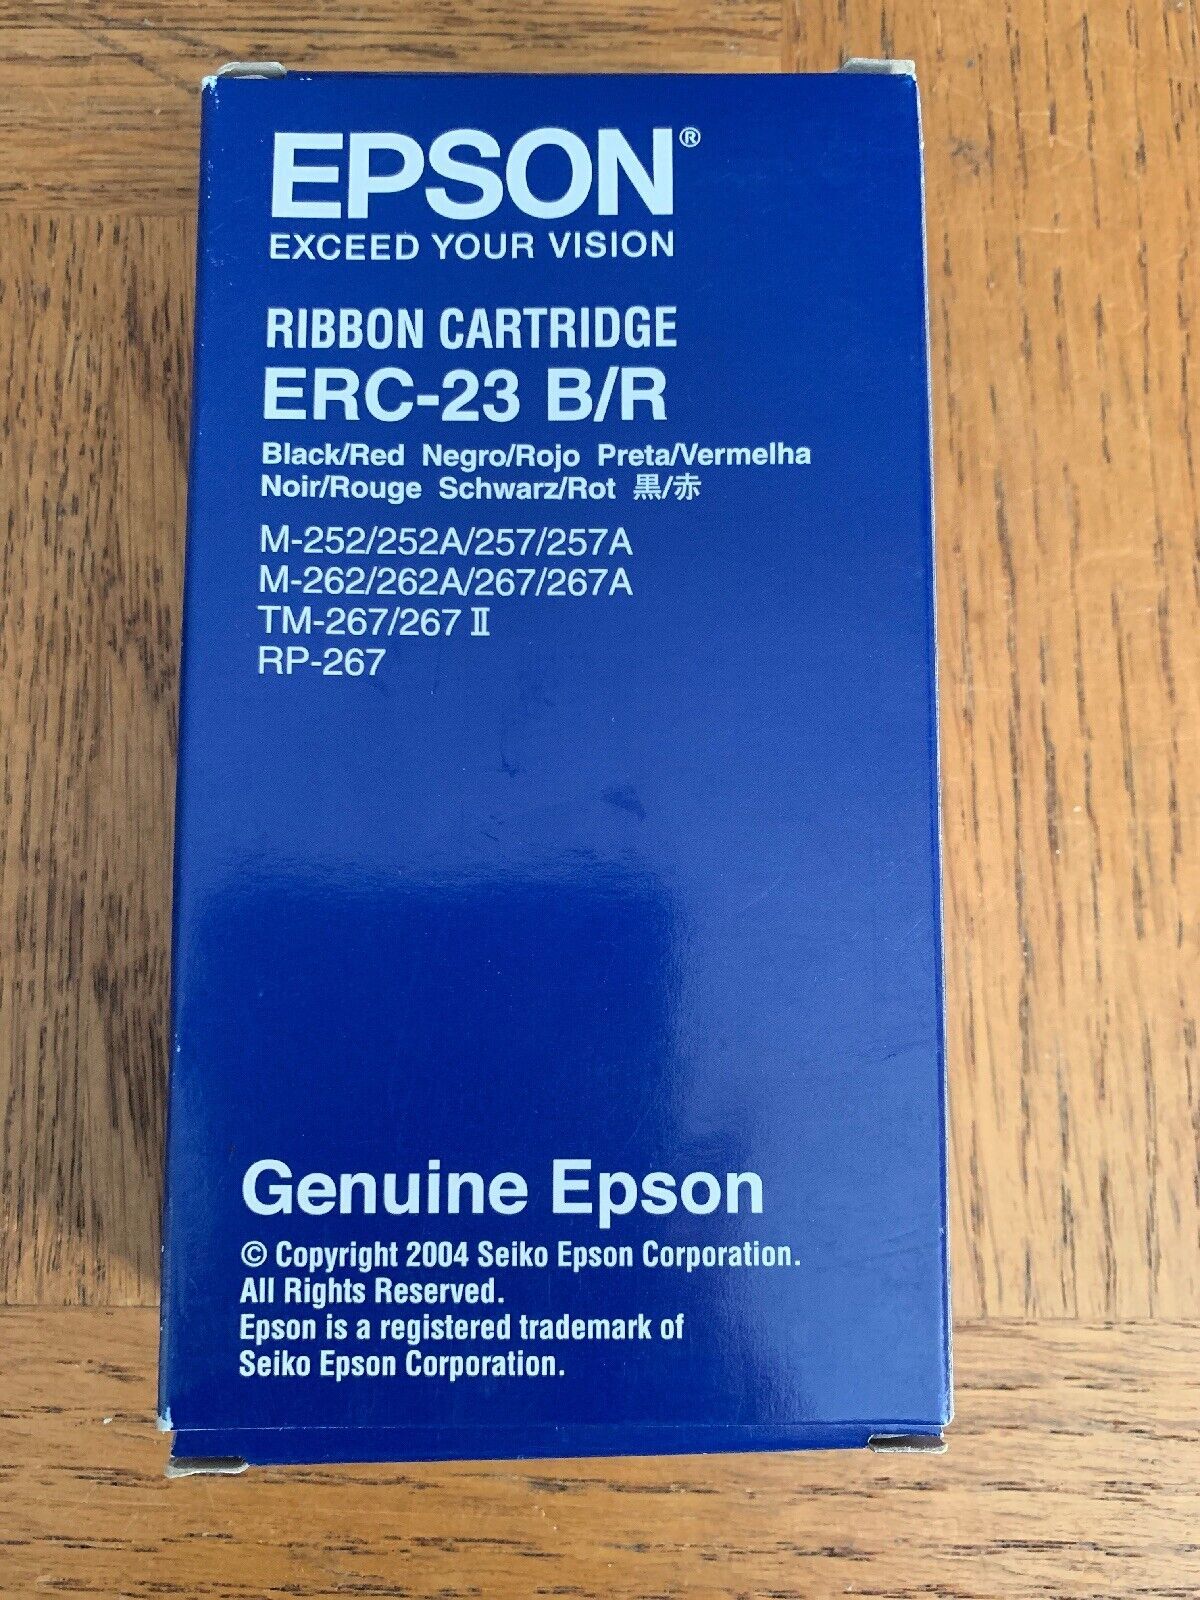 EPSON®
EXCEED YOUR VISION
RIBBON CARTRIDGE
ERC-23 B/R
Black/Red Negro/Rojo Preta/Vermelha
Noir/Rouge Schwarz/Rot 黒/赤
M-252/252A/257/257A
M-262/262A/267/267A
TM-267/267 II
RP-267
Genuine Epson
© Copyright 2004 Seiko Epson Corporation.
All Rights Reserved.
Epson is a registered trademark of
Seiko Epson Corporation.